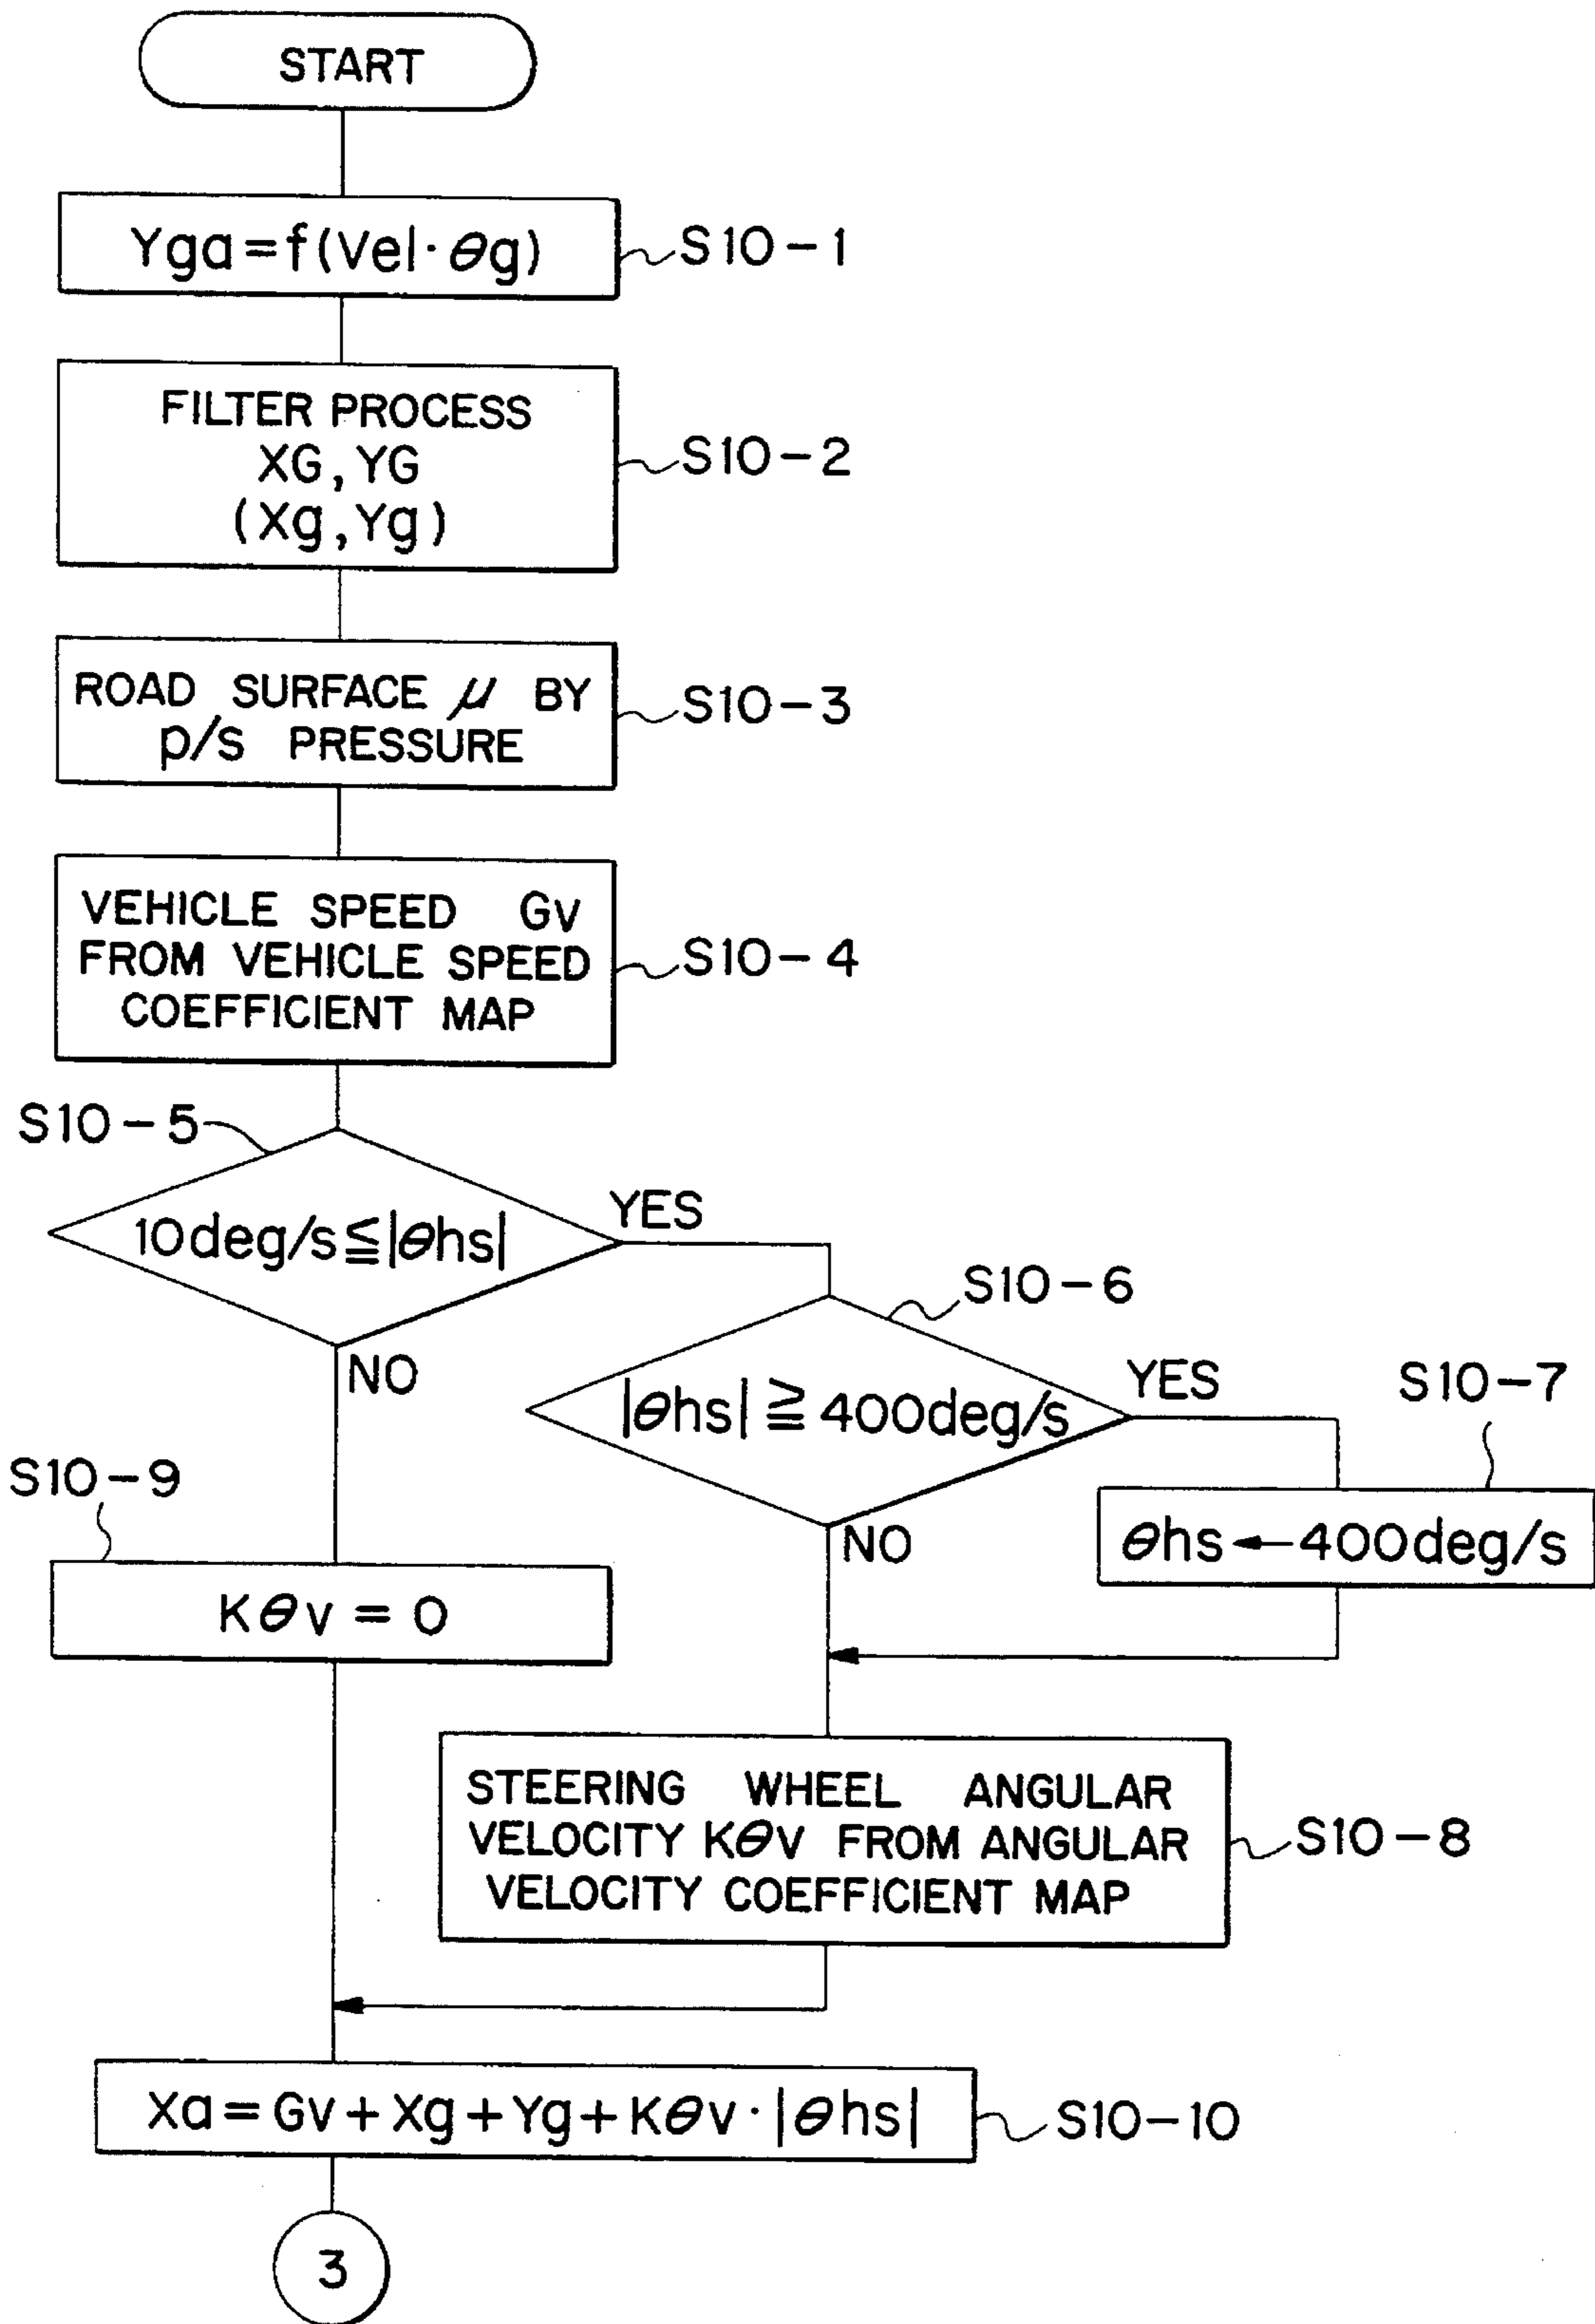 START
Yga=f(Vel·θg)
S10-1
FILTER PROCESS
XG, YG
(Xg, Yg)
S10-2
ROAD SURFACE μ BY
p/s PRESSURE
S10-3
VEHICLE SPEED Gv
FROM VEHICLE SPEED
COEFFICIENT MAP
S10-4
S10-5
10deg/s≦|θhs|
YES
NO
S10-6
|θhs|≧400deg/s
YES
NO
S10-7
θhs←400deg/s
S10-9
Kθv = 0
STEERING WHEEL ANGULAR
VELOCITY Kθv FROM ANGULAR
VELOCITY COEFFICIENT MAP
S10-8
Xa=Gv+Xg+Yg+Kθv·|θhs|
S10-10
3